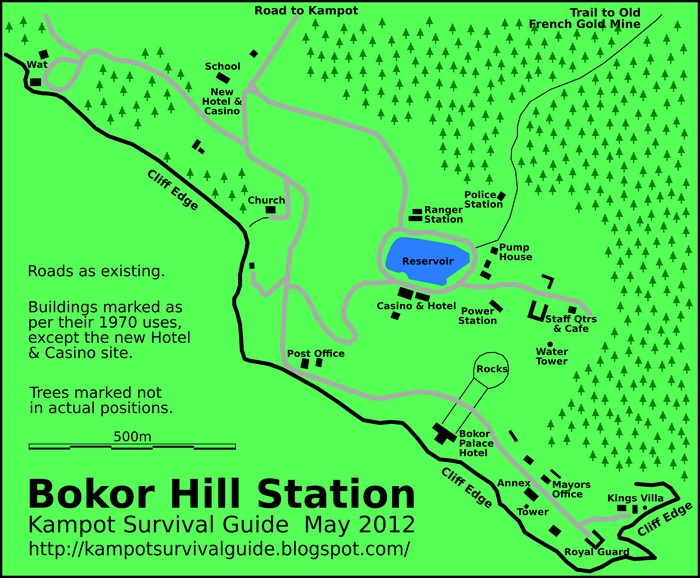 Road to Kampot
Trail to Old
French Gold Mine
Wat
School
New
Hotel &
Casino
Cliff Edge
Church
Police
Station
Ranger
Station
Reservoir
Pump
House
Casino & Hotel
Power
Station
Staff Qtrs
& Cafe
Water
Tower
Roads as existing.
Buildings marked as
per their 1970 uses,
except the new Hotel
& Casino site.
Trees marked not
in actual positions.
500m
Post Office
Rocks
Bokor
Palace
Hotel
Cliff Edge
Annex
Mayors
Office
Tower
Kings Villa
Cliff Edge
Royal Guard
Bokor Hill Station
Kampot Survival Guide May 2012
http://kampotsurvivalguide.blogspot.com/